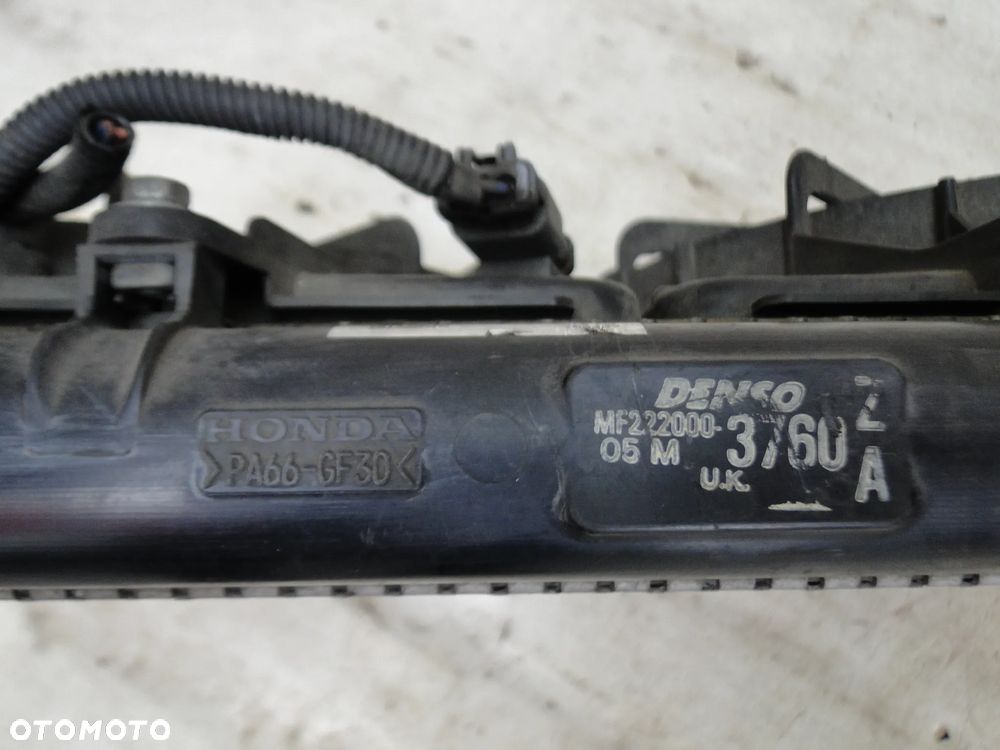 HONDA
>PA66-GF30<
DENSO
MF222000-3760
05 M
U.K.
Z
A
OTOMOTO